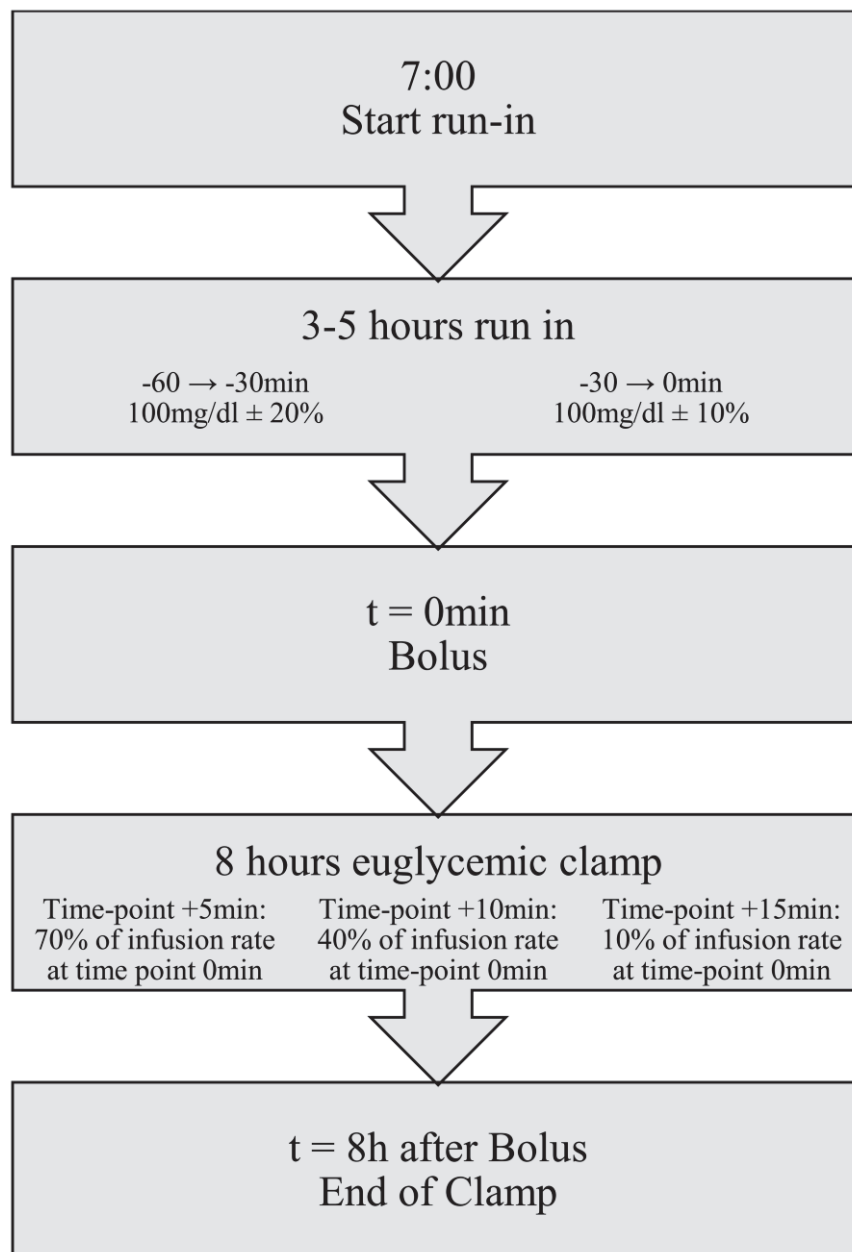 7:00
Start run-in
3-5 hours run in
-60 → -30min
100mg/dl ± 20%
-30 → 0min
100mg/dl ± 10%
t = 0min
Bolus
8 hours euglycemic clamp
Time-point +5min:
70% of infusion rate
at time point 0min
Time-point +10min:
40% of infusion rate
at time-point 0min
Time-point +15min:
10% of infusion rate
at time-point 0min
t = 8h after Bolus
End of Clamp